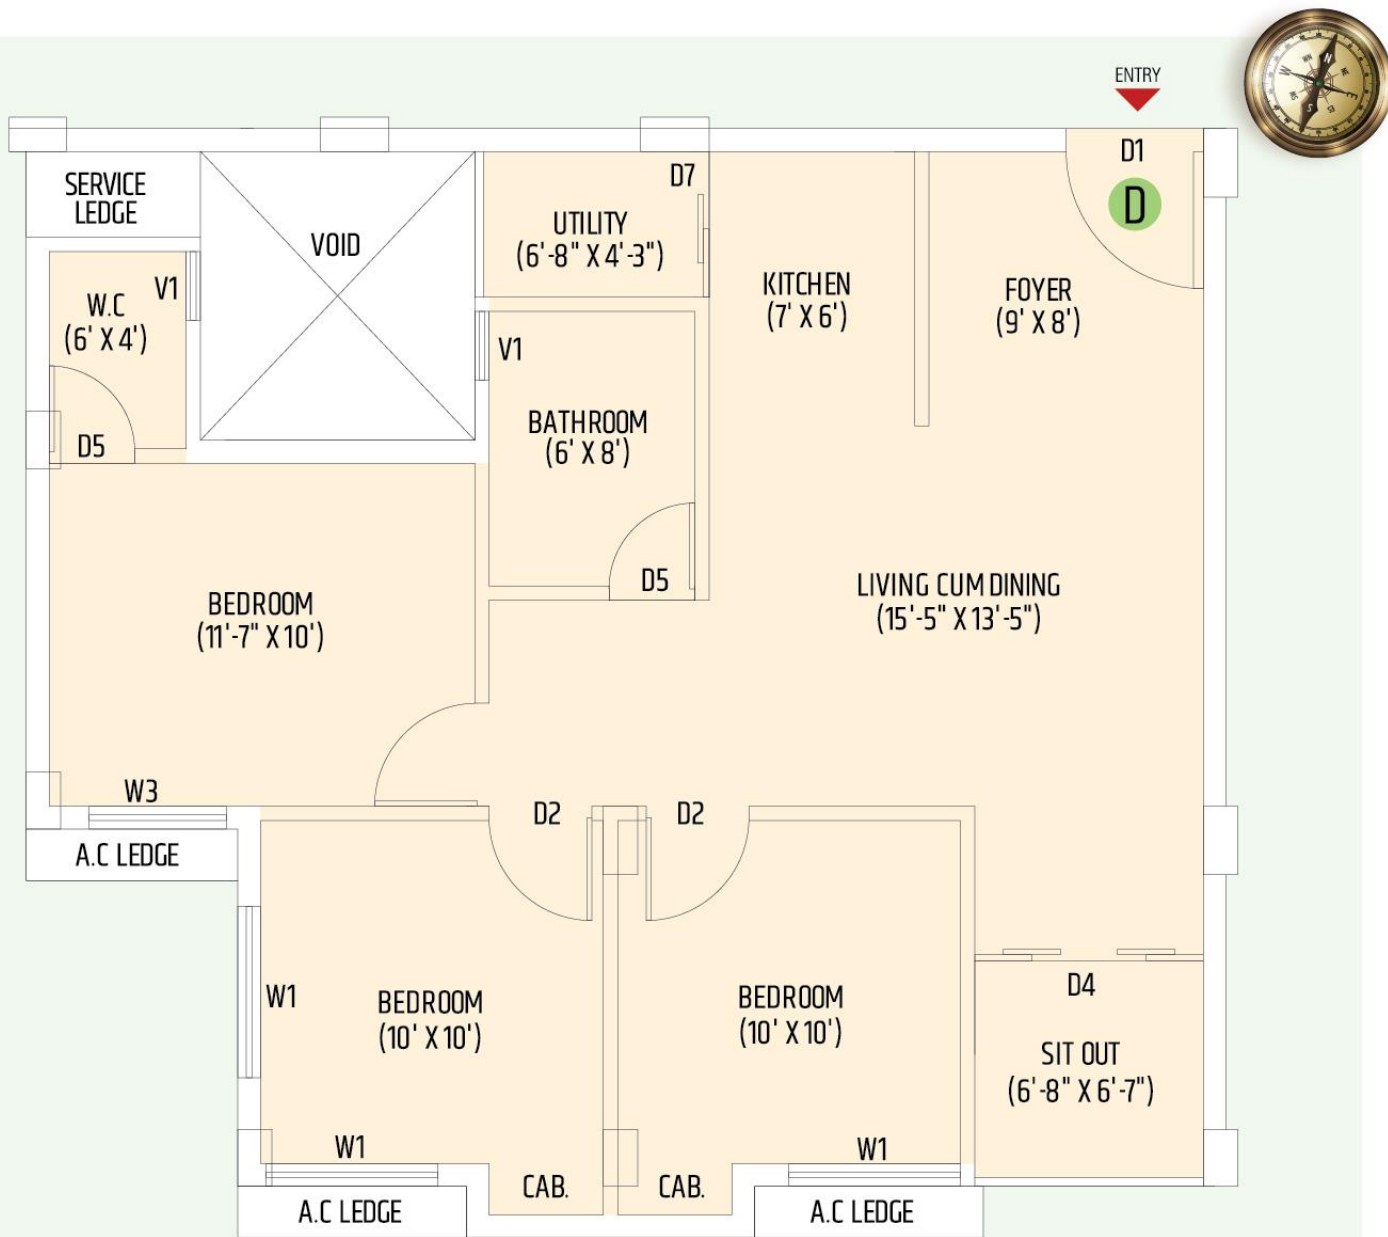 ENTRY
N
NE
E
S
W
D1
D
SERVICE
LEDGE
VOID
D7
UTILITY
(6'-8" X 4'-3")
KITCHEN
(7' X 6')
FOYER
(9' X 8')
V1
W.C
(6' X 4')
D5
V1
BATHROOM
(6' X 8')
D5
BEDROOM
(11'-7" X 10')
LIVING CUM DINING
(15'-5" X 13'-5")
W3
A.C LEDGE
D2
D2
W1
BEDROOM
(10' X 10')
BEDROOM
(10' X 10')
D4
SIT OUT
(6'-8" X 6'-7")
W1
W1
CAB.
CAB.
A.C LEDGE
A.C LEDGE